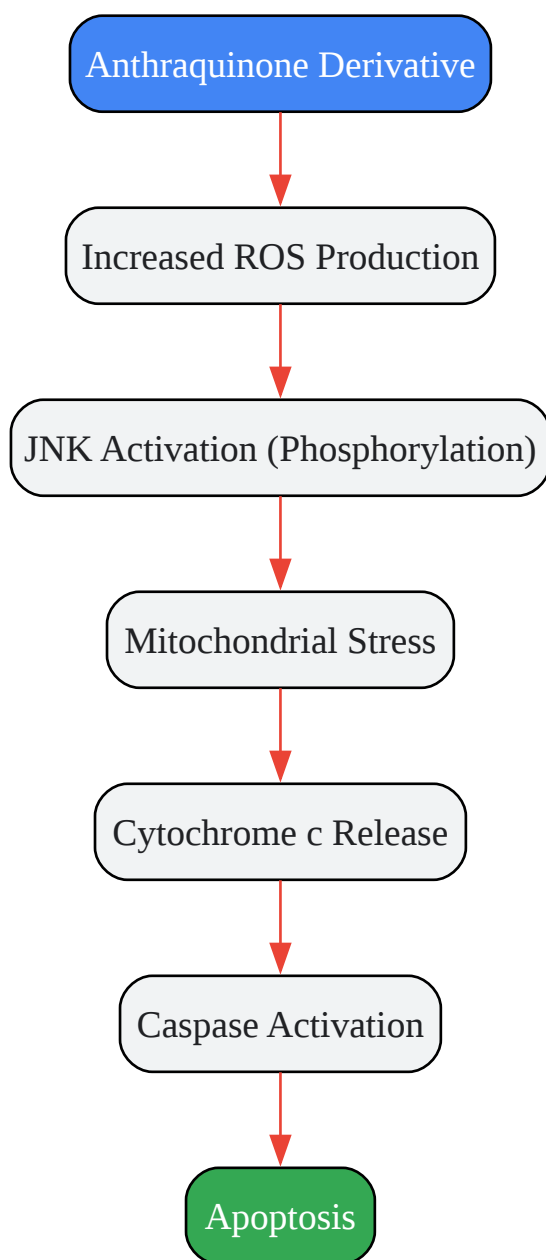 Anthraquinone Derivative
Increased ROS Production
JNK Activation (Phosphorylation)
Mitochondrial Stress
Cytochrome c Release
Caspase Activation
Apoptosis